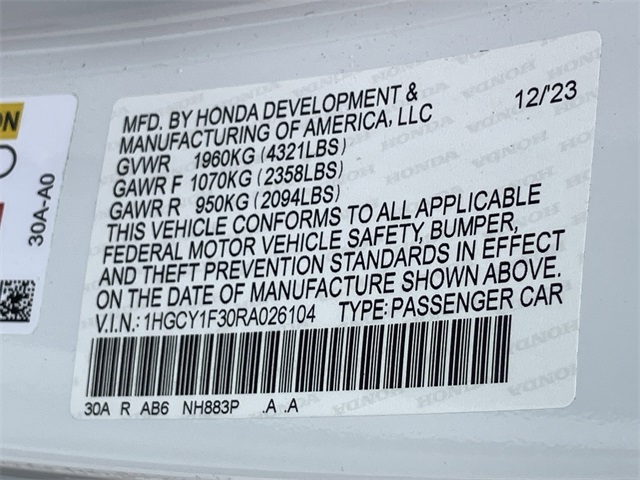 ON
30A-A0
MFD. BY HONDA DEVELOPMENT & 12/'23
MANUFACTURING OF AMERICA, LLC
GVWR 1960KG (4321LBS)
GAWR F 1070KG (2358LBS)
GAWR R 950KG (2094LBS)
THIS VEHICLE CONFORMS TO ALL APPLICABLE
FEDERAL MOTOR VEHICLE SAFETY, BUMPER,
AND THEFT PREVENTION STANDARDS IN EFFECT
ON THE DATE OF MANUFACTURE SHOWN ABOVE.
V.I.N.: 1HGCY1F30RA026104 TYPE: PASSENGER CAR
30A R AB6 NH883P .A .A